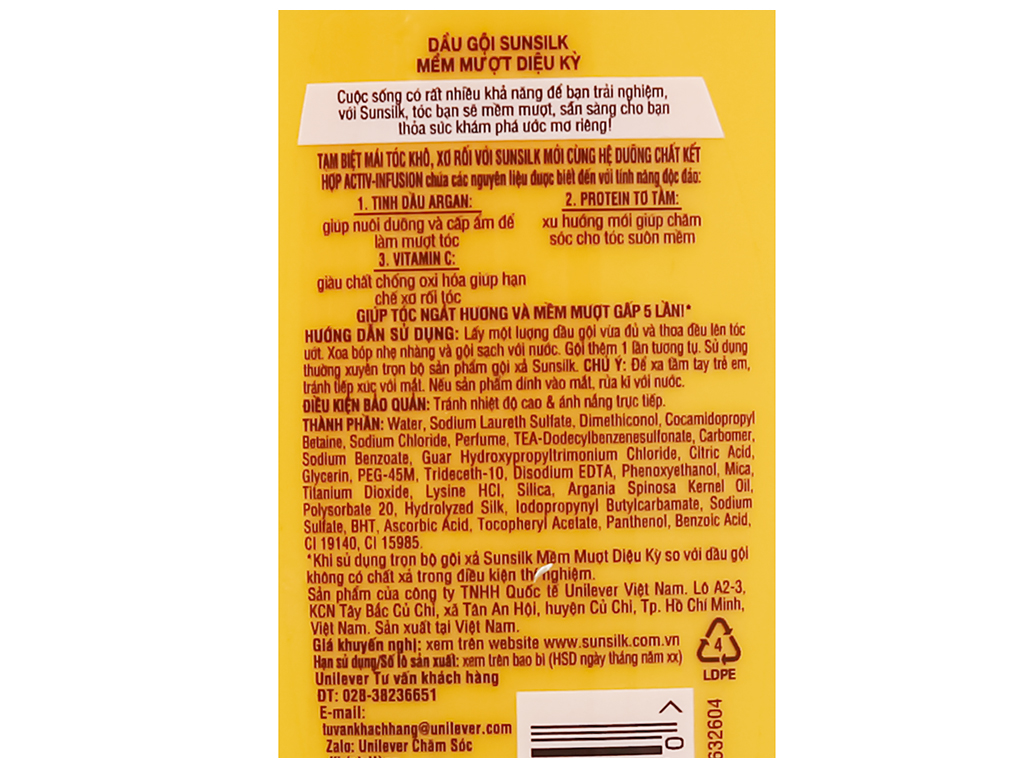 DẦU GỘI SUNSILK
MỀM MƯỢT DIỆU KỲ
Cuộc sống có rất nhiều khả năng để bạn trải nghiệm,
với Sunsilk, tóc bạn sẽ mềm mượt, sẵn sàng cho bạn
thỏa sức khám phá ước mơ riêng!
TẠM BIỆT MÁI TÓC KHÔ, XƠ RỐI VỚI SUNSILK MỚI CÙNG HỆ DƯỠNG CHẤT KẾT
HỢP ACTIV-INFUSION chứa các nguyên liệu được biết đến với tính năng độc đáo:
1. TINH DẦU ARGAN:
giúp nuôi dưỡng và cấp ẩm để
làm mượt tóc
2. PROTEIN TƠ TẰM:
xu hướng mới giúp chăm
sóc cho tóc suôn mềm
3. VITAMIN C:
giàu chất chống oxi hóa giúp hạn
chế xơ rối tóc
GIÚP TÓC NGÁT HƯƠNG VÀ MỀM MƯỢT GẤP 5 LẦN!*
HƯỚNG DẪN SỬ DỤNG: Lấy một lượng dầu gội vừa đủ và thoa đều lên tóc
ướt. Xoa bóp nhẹ nhàng và gội sạch với nước. Gội thêm 1 lần tương tự. Sử dụng
thường xuyên trọn bộ sản phẩm gội xả Sunsilk. CHÚ Ý: Để xa tầm tay trẻ em,
tránh tiếp xúc với mắt. Nếu sản phẩm dính vào mắt, rửa kĩ với nước.
ĐIỀU KIỆN BẢO QUẢN: Tránh nhiệt độ cao & ánh nắng trực tiếp.
THÀNH PHẦN: Water, Sodium Laureth Sulfate, Dimethiconol, Cocamidopropyl
Betaine, Sodium Chloride, Perfume, TEA-Dodecylbenzenesulfonate, Carbomer,
Sodium Benzoate, Guar Hydroxypropyltrimonium Chloride, Citric Acid,
Glycerin, PEG-45M, Trideceth-10, Disodium EDTA, Phenoxyethanol, Mica,
Titanium Dioxide, Lysine HCl, Silica, Argania Spinosa Kernel Oil,
Polysorbate 20, Hydrolyzed Silk, Iodopropynyl Butylcarbamate, Sodium
Sulfate, BHT, Ascorbic Acid, Tocopheryl Acetate, Panthenol, Benzoic Acid,
CI 19140, CI 15985.
*Khi sử dụng trọn bộ gội xả Sunsilk Mềm Mượt Diệu Kỳ so với dầu gội
không có chất xả trong điều kiện thí nghiệm.
Sản phẩm của công ty TNHH Quốc tế Unilever Việt Nam. Lô A2-3,
KCN Tây Bắc Củ Chi, xã Tân An Hội, huyện Củ Chi, Tp. Hồ Chí Minh,
Việt Nam. Sản xuất tại Việt Nam.
Giá khuyến nghị: xem trên website www.sunsilk.com.vn
Hạn sử dụng/Số lô sản xuất: xem trên bao bì (HSD ngày tháng năm xx)
Unilever Tư vấn khách hàng
ĐT: 028-38236651
E-mail:
tuvankhachhang@unilever.com
Zalo: Unilever Chăm Sóc
4
LDPE
632604